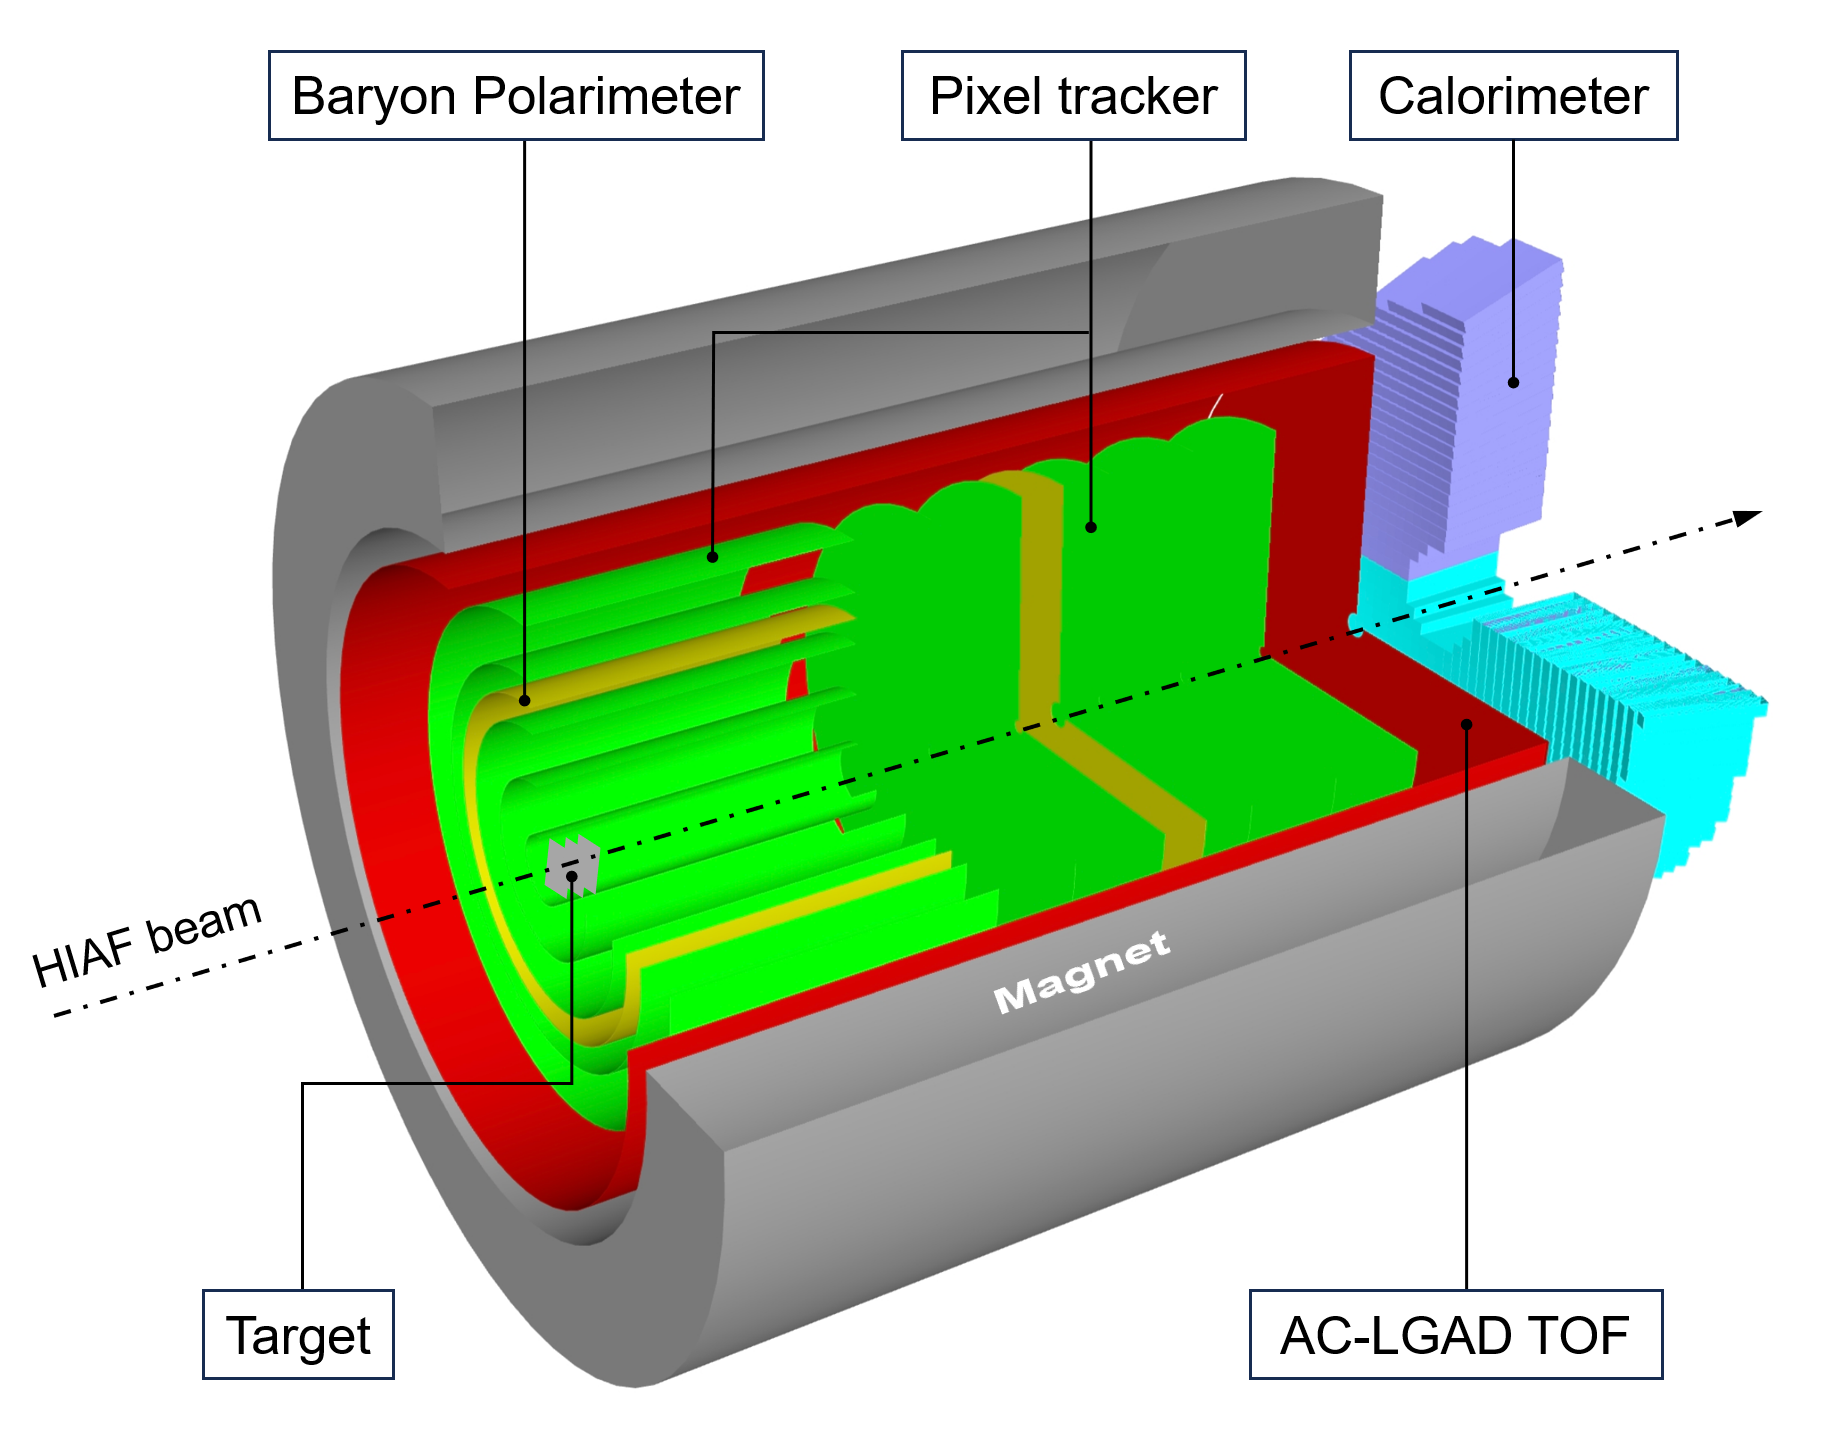 Baryon Polarimeter
Pixel tracker
Calorimeter
HIAF beam
Magnet
Target
AC-LGAD TOF